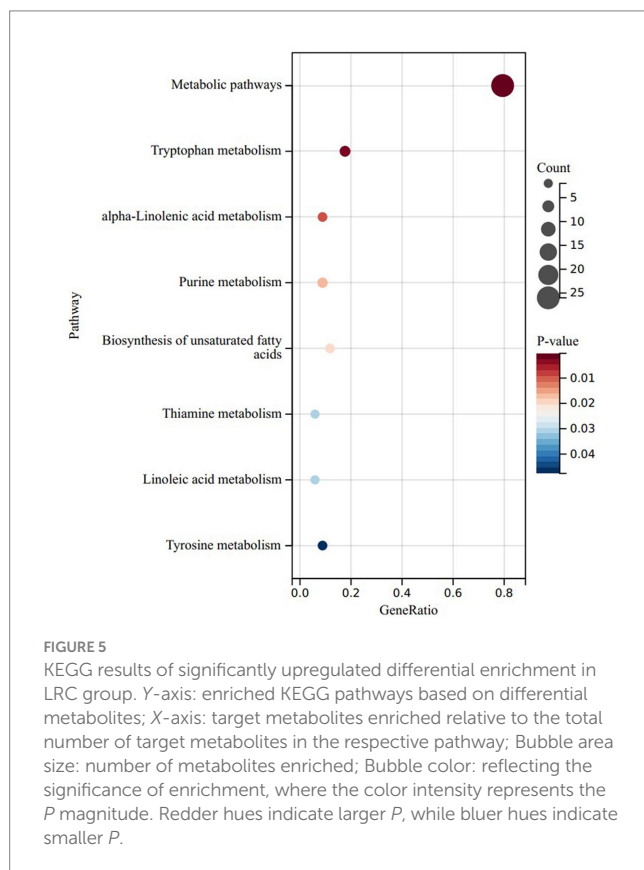 Metabolic pathways
Tryptophan metabolism
alpha-Linolenic acid metabolism
Purine metabolism
Biosynthesis of unsaturated fatty
acids
Thiamine metabolism
Linoleic acid metabolism
Tyrosine metabolism
Pathway
0.0 0.2 0.4 0.6 0.8
GeneRatio
Count
5
10
15
20
25
P-value
0.01
0.02
0.03
0.04
FIGURE 5
KEGG results of significantly upregulated differential enrichment in
LRC group. Y-axis: enriched KEGG pathways based on differential
metabolites; X-axis: target metabolites enriched relative to the total
number of target metabolites in the respective pathway; Bubble area
size: number of metabolites enriched; Bubble color: reflecting the
significance of enrichment, where the color intensity represents the
P magnitude. Redder hues indicate larger P, while bluer hues indicate
smaller P.